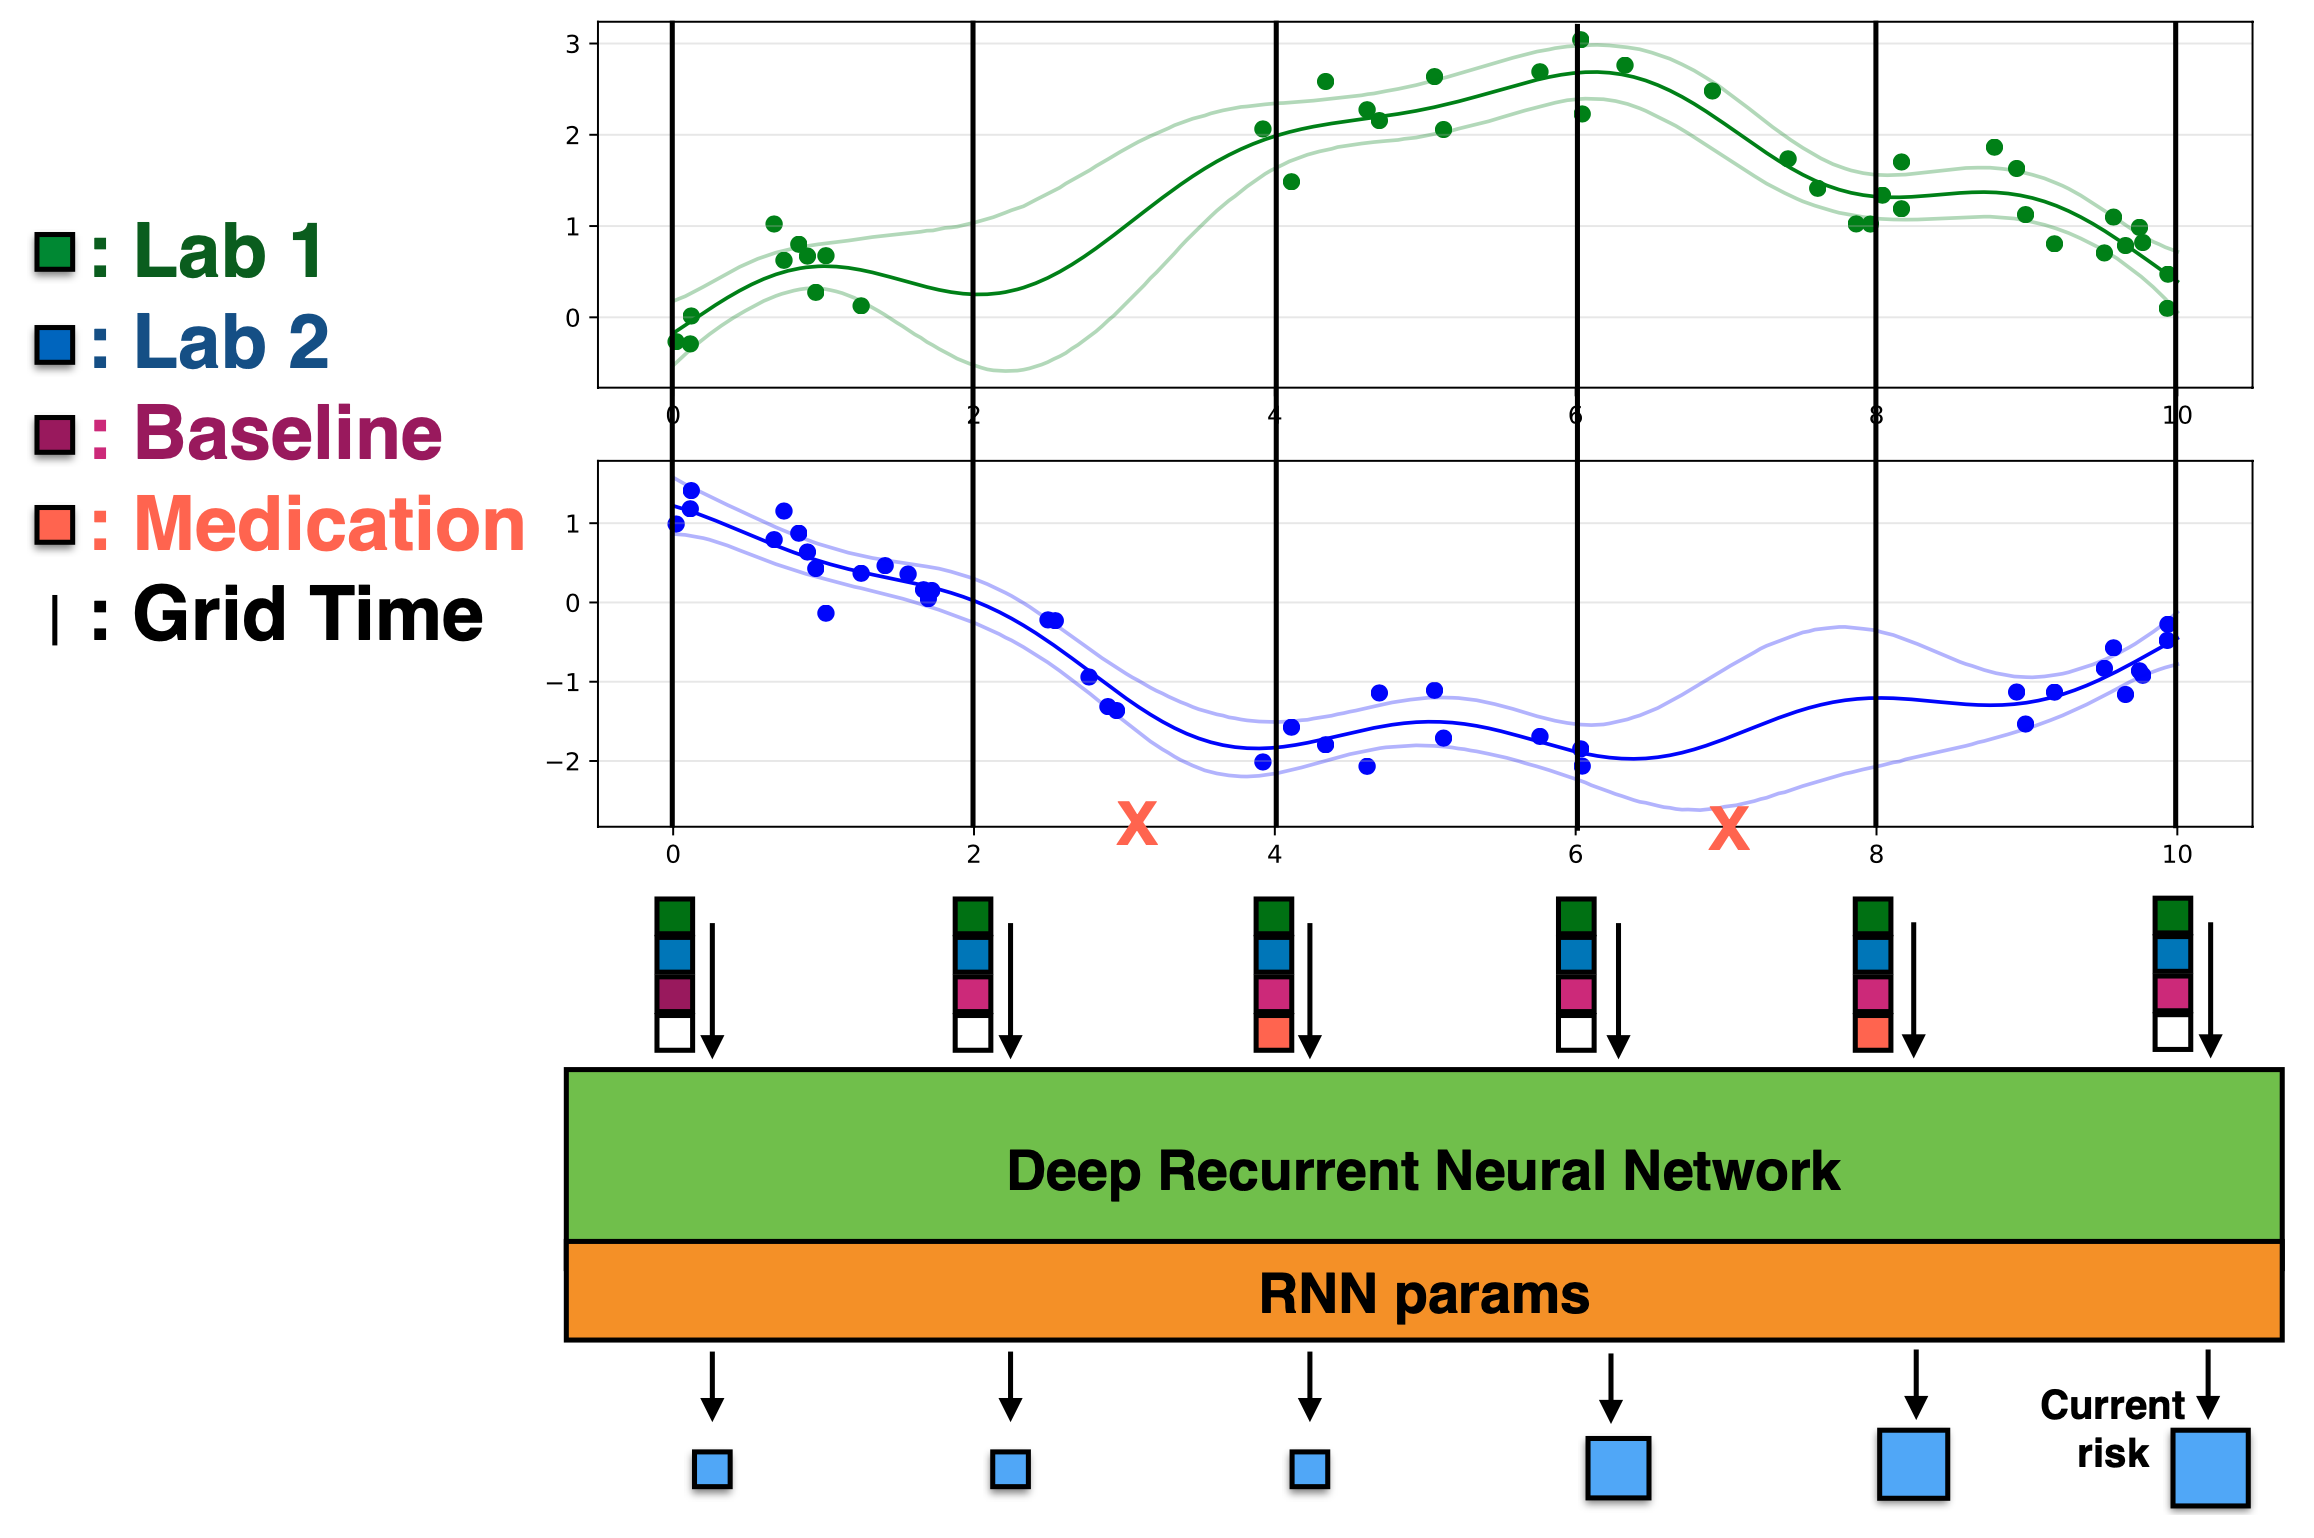 : Lab 1
: Lab 2
: Baseline
: Medication
| : Grid Time
3
2
1
0
0 2 4 6 8 10
1
0
−1
−2
X X
0 2 4 6 8 10
Deep Recurrent Neural Network
RNN params
Current
risk